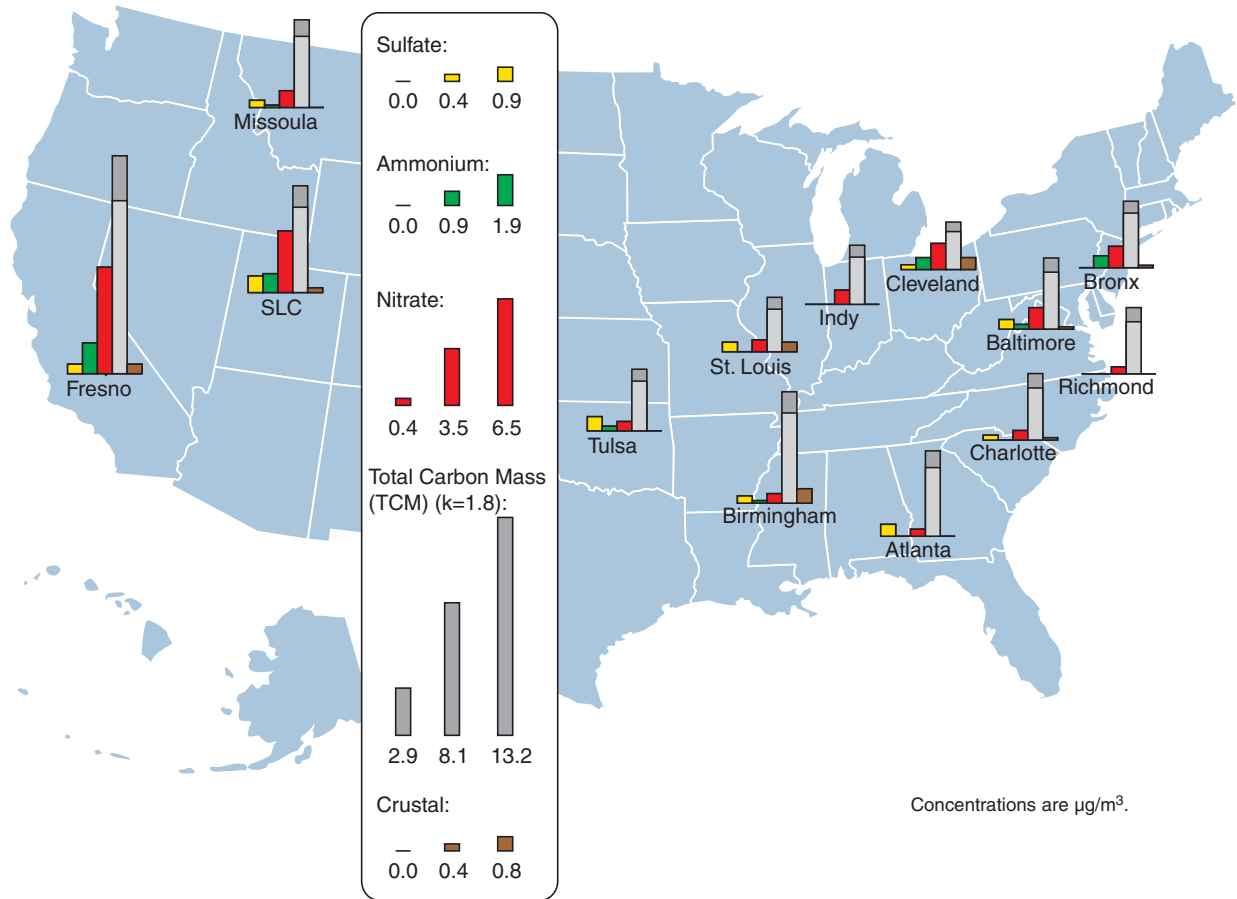 Sulfate:
0.0 0.4 0.9
Ammonium:
0.0 0.9 1.9
Nitrate:
0.4 3.5 6.5
Total Carbon Mass
(TCM) (k=1.8):
2.9 8.1 13.2
Crustal:
0.0 0.4 0.8
Missoula
Fresno
SLC
Tulsa
St. Louis
Indy
Cleveland
Bronx
Baltimore
Richmond
Charlotte
Birmingham
Atlanta
Concentrations are µg/m³.